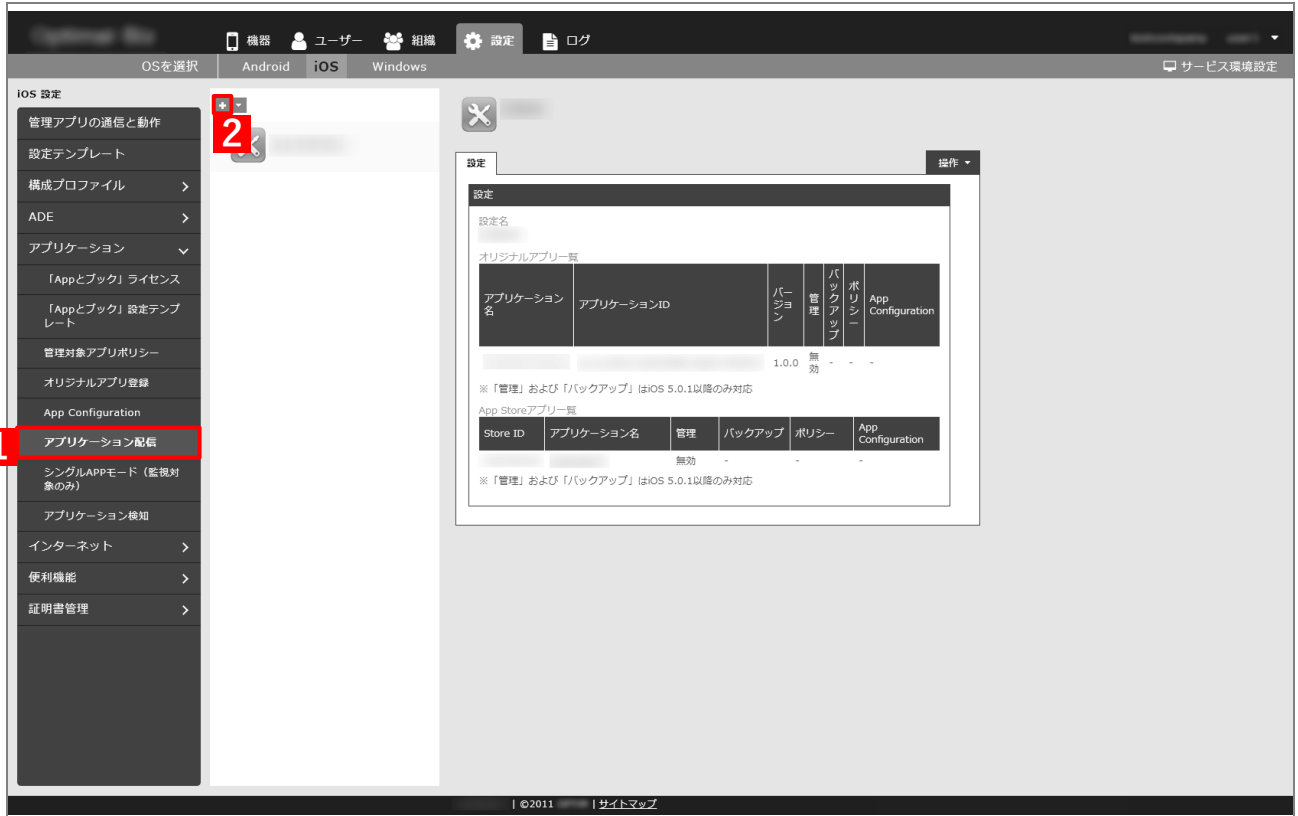 機器 ユーザー 組織 設定 ログ
OSを選択 Android iOS Windows サービス環境設定
iOS 設定
管理アプリの通信と動作
設定テンプレート
構成プロファイル
ADE
アプリケーション
「Appとブック」ライセンス
「Appとブック」設定テンプ
レート
管理対象アプリポリシー
オリジナルアプリ登録
App Configuration
1
アプリケーション配信
シングルAPPモード（監視対
象のみ）
アプリケーション検知
インターネット
便利機能
証明書管理
2
設定 操作
設定
設定名
オリジナルアプリ一覧
アプリケーション
名
アプリケーションID
バー
ジョ
ン
管
理
バックアップ
ポリシー
App
Configuration
1.0.0 無
効 - - -
※「管理」および「バックアップ」はiOS 5.0.1以降のみ対応
App Storeアプリ一覧
Store ID アプリケーション名 管理 バックアップ ポリシー App
Configuration
無効 - - -
※「管理」および「バックアップ」はiOS 5.0.1以降のみ対応
| ©2011 | サイトマップ